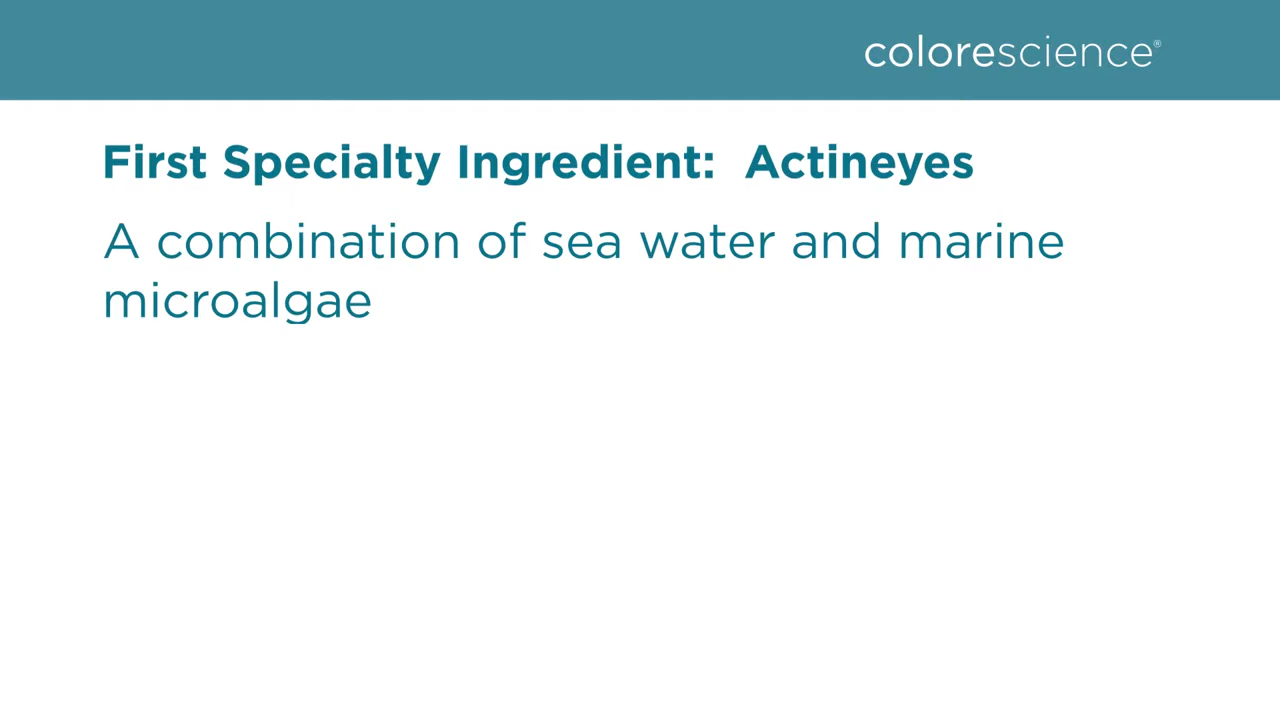 colorescience®
First Specialty Ingredient: Actineyes
A combination of sea water and marine
microalgae